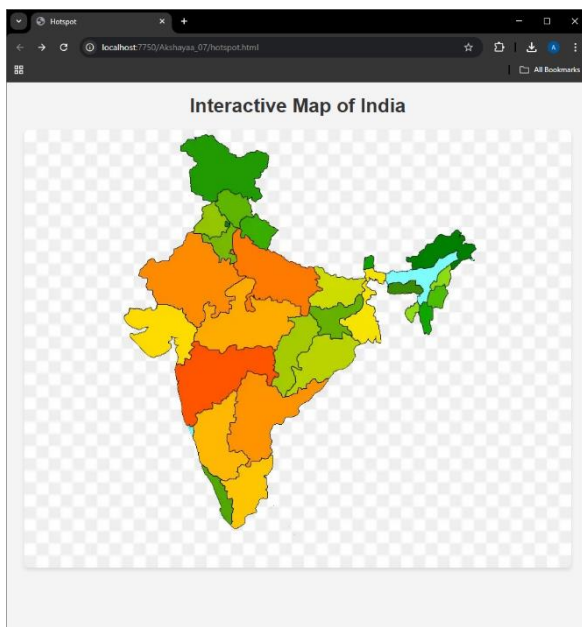 Hotspot
localhost:7750/Akshayaa_07/hotspot.html
A
All Bookmarks
Interactive Map of India